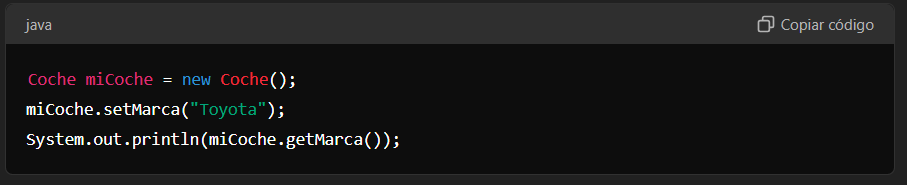 java
Copiar código
Coche miCoche = new Coche();
miCoche.setMarca("Toyota");
System.out.println(miCoche.getMarca());